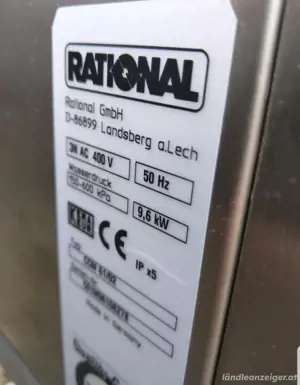 RATIONAL
Rational GmbH
D-86899 Landsberg a.Lech
3N AC 400 V
50 Hz
Wasserdruck
150-600 kPa
9,6 kW
CE
IP x5
Typ
Made in Germany
ländleanzeiger.at